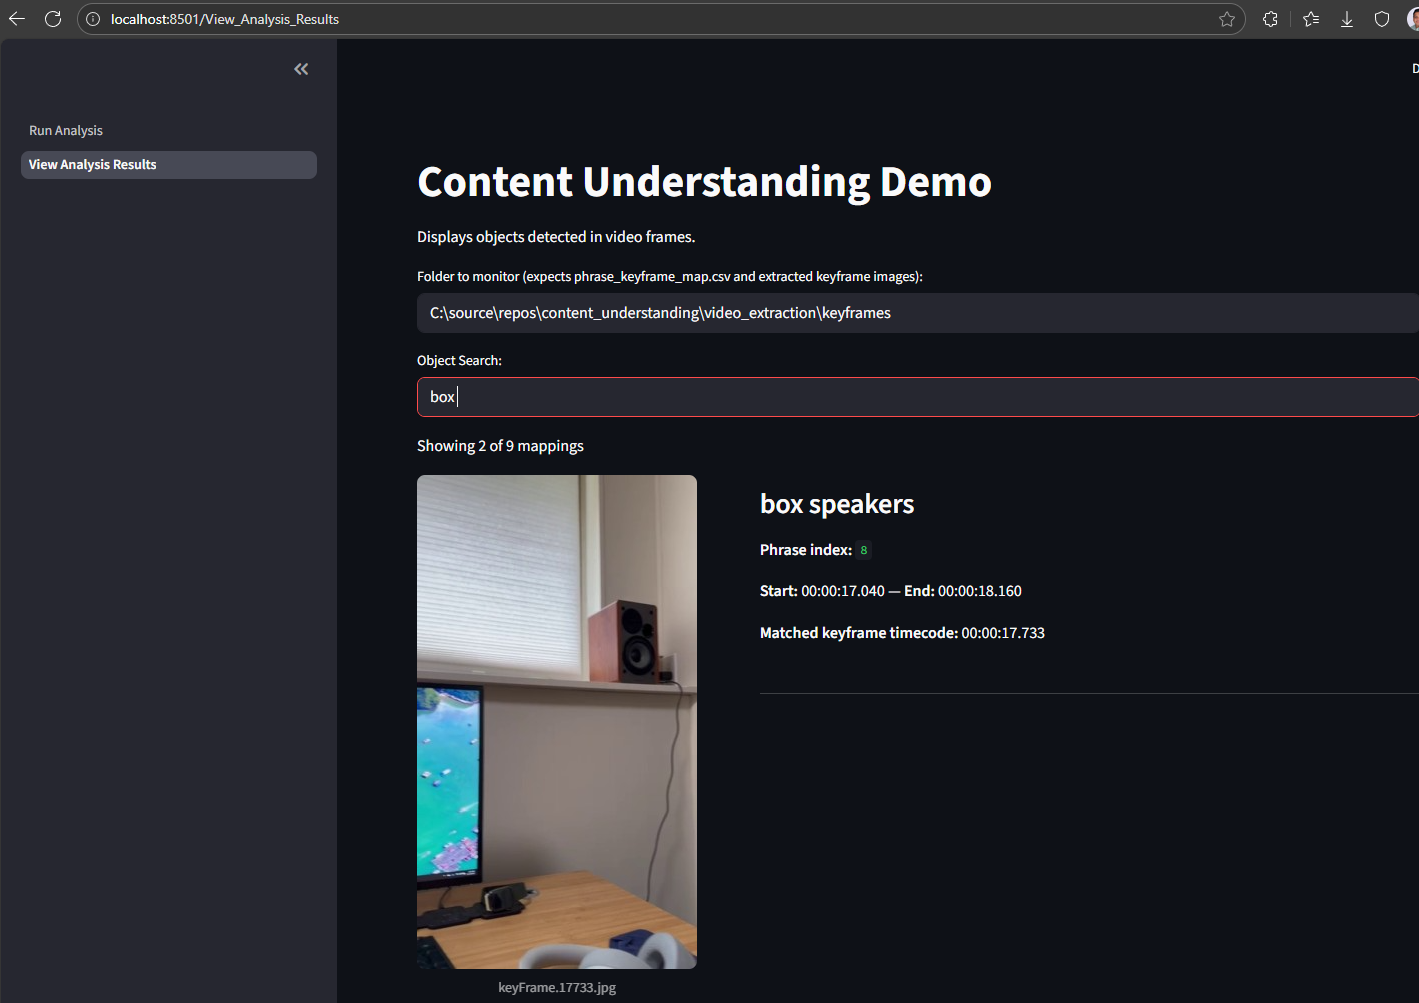 localhost:8501/View_Analysis_Results
Run Analysis
View Analysis Results
Content Understanding Demo
Displays objects detected in video frames.
Folder to monitor (expects phrase_keyframe_map.csv and extracted keyframe images):
C:\source\repos\content_understanding\video_extraction\keyframes
Object Search:
box
Showing 2 of 9 mappings
box speakers
Phrase index: 8
Start: 00:00:17.040 — End: 00:00:18.160
Matched keyframe timecode: 00:00:17.733
keyFrame.17733.jpg